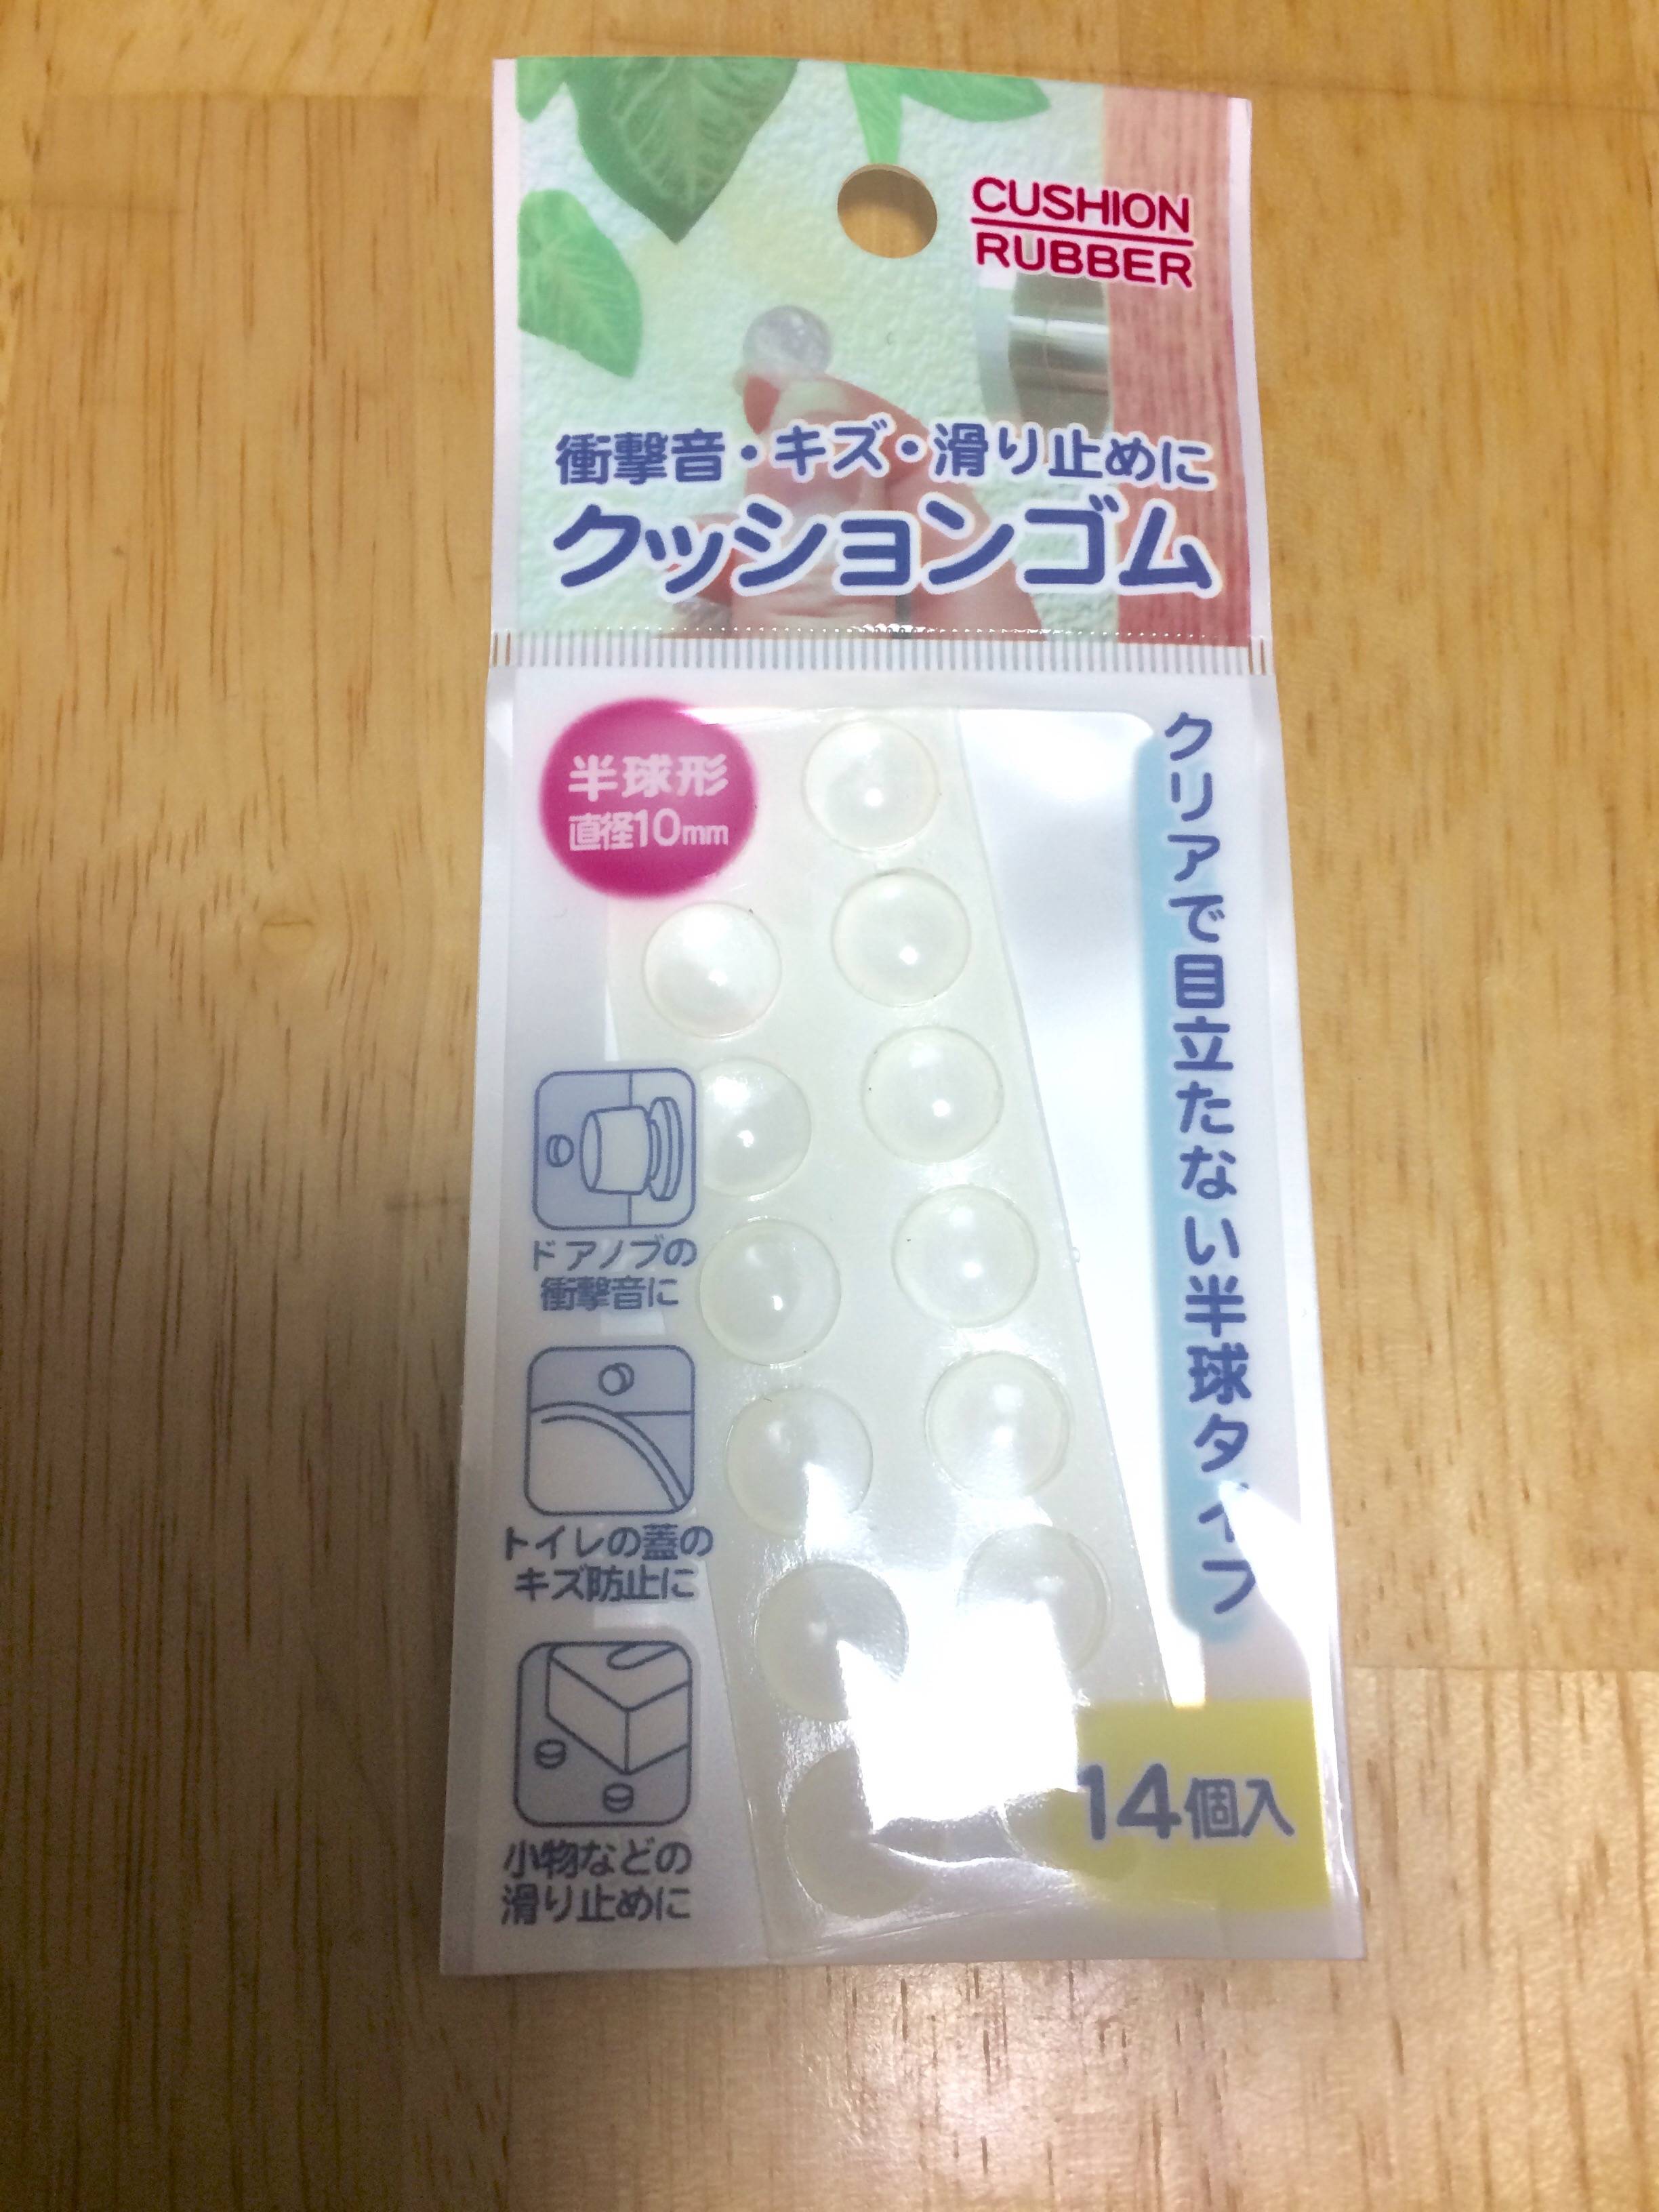 CUSHION
RUBBER
衝撃音・キズ・滑り止めに
クッションゴム
半球形
直径10mm
クリアで目立たない半球タイプ
ドアノブの
衝撃音に
トイレの蓋の
キズ防止に
小物などの
滑り止めに
14個入